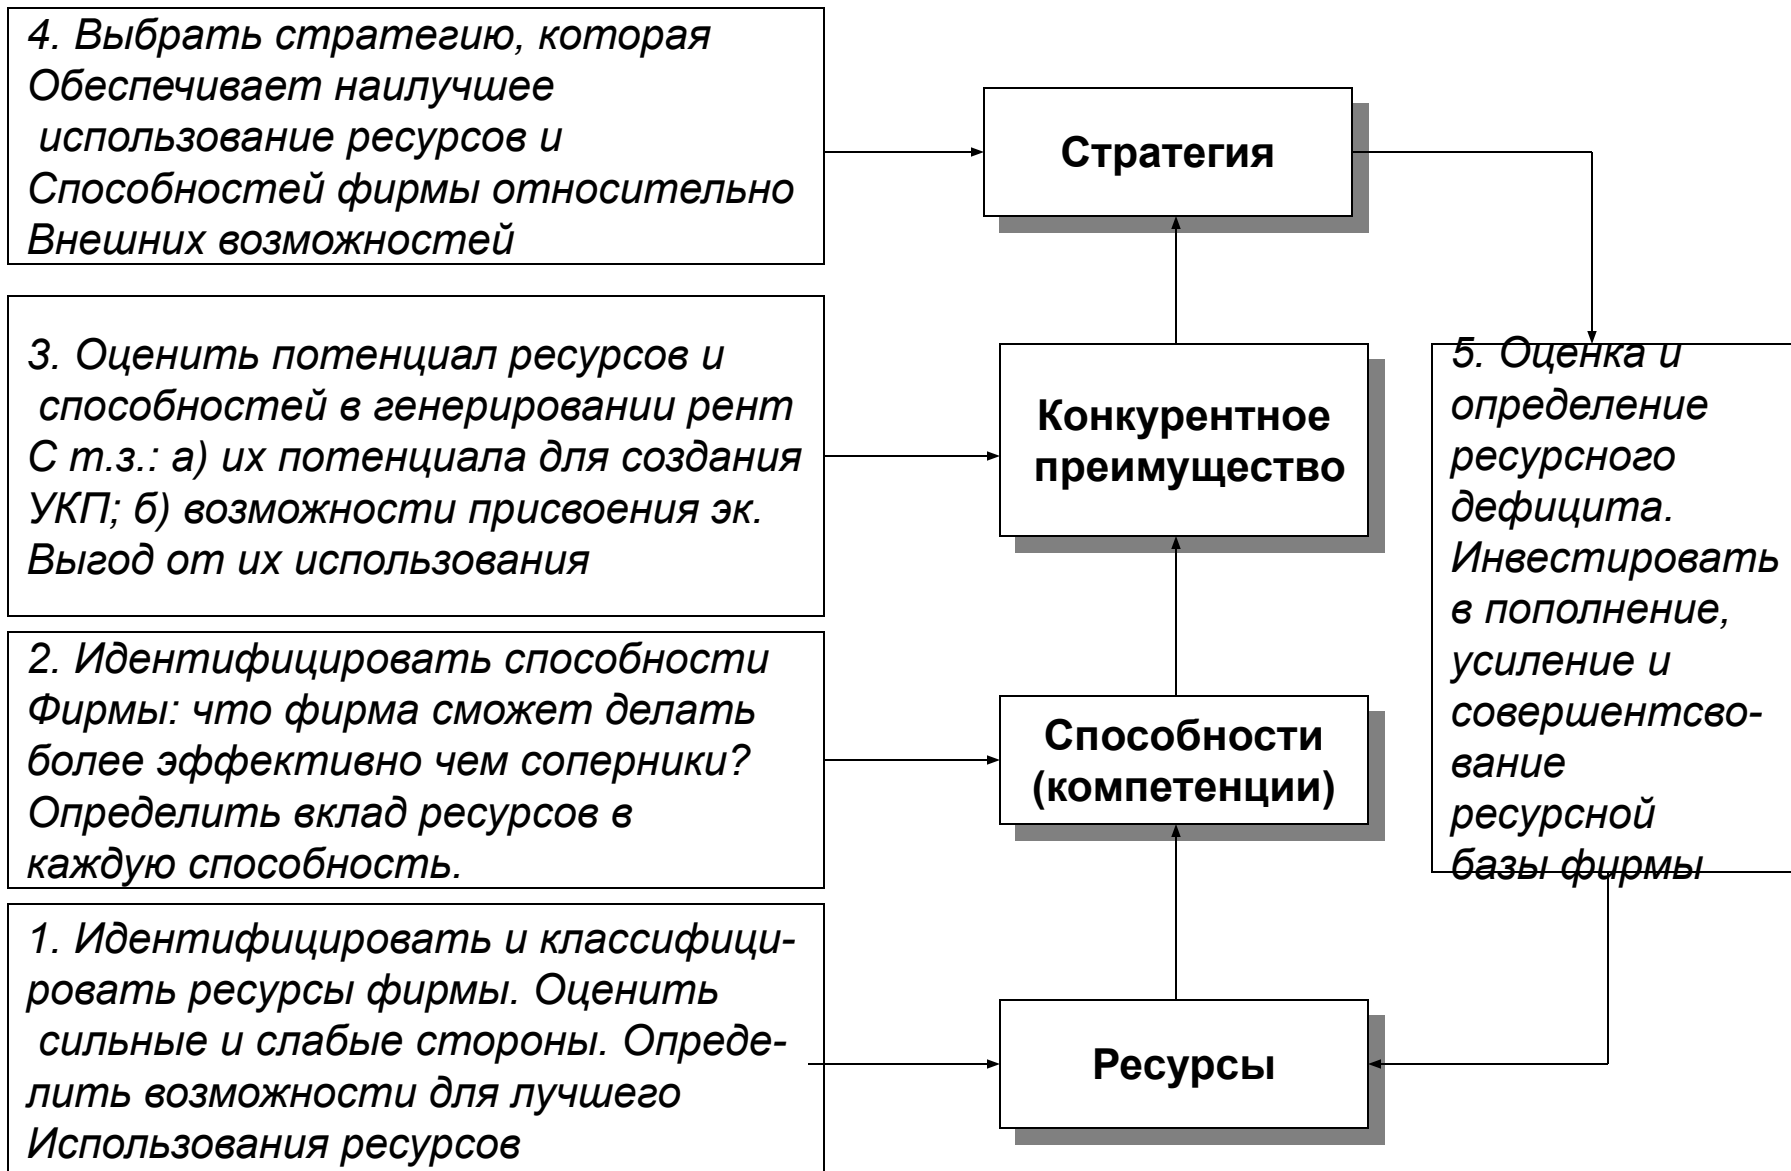 4. Выбрать стратегию, которая
Обеспечивает наилучшее
использование ресурсов и
Способностей фирмы относительно
Внешних возможностей
Стратегия
3. Оценить потенциал ресурсов и
способностей в генерировании рент
С т.з.: а) их потенциала для создания
УКП; б) возможности присвоения эк.
Выгод от их использования
Конкурентное
преимущество
5. Оценка и
определение
ресурсного
дефицита.
Инвестировать
в пополнение,
усиление и
совершентсво-
вание
ресурсной
базы фирмы
2. Идентифицировать способности
Фирмы: что фирма сможет делать
более эффективно чем соперники?
Определить вклад ресурсов в
каждую способность.
Способности
(компетенции)
1. Идентифицировать и классифици-
ровать ресурсы фирмы. Оценить
сильные и слабые стороны. Опреде-
лить возможности для лучшего
Использования ресурсов
Ресурсы